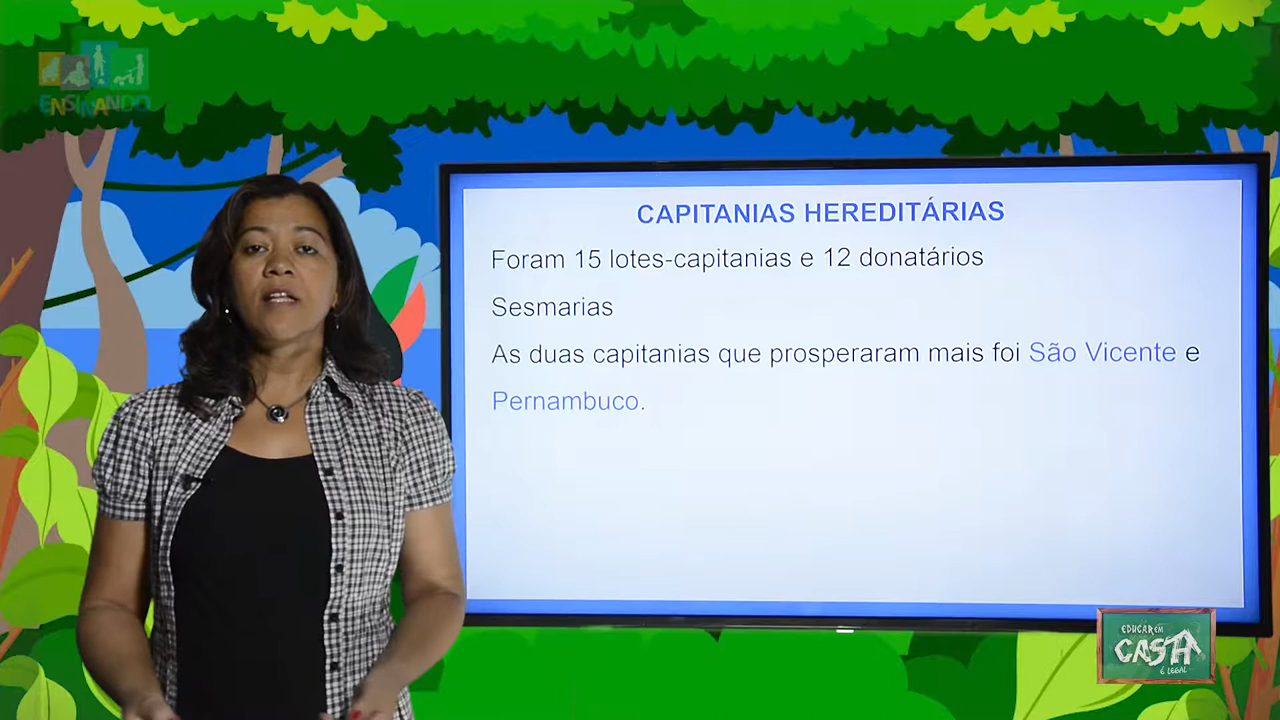 ENSINANDO
CAPITANIAS HEREDITÁRIAS
Foram 15 lotes-capitanias e 12 donatários
Sesmarias
As duas capitanias que prosperaram mais foi São Vicente e
Pernambuco.
EDUCAR EM
CASA
É LEGAL